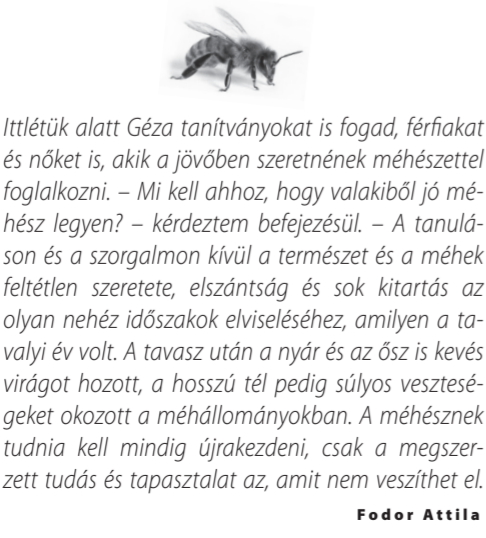 Ittlétük alatt Géza tanítványokat is fogad, férfiakat
és nőket is, akik a jövőben szeretnének méhészettel
foglalkozni. – Mi kell ahhoz, hogy valakiből jó mé-
hész legyen? – kérdeztem befejezésül. – A tanulá-
son és a szorgalmon kívül a természet és a méhek
feltétlen szeretete, elszántság és sok kitartás az
olyan nehéz időszakok elviseléséhez, amilyen a ta-
valyi év volt. A tavasz után a nyár és az ősz is kevés
virágot hozott, a hosszú tél pedig súlyos vesztesé-
geket okozott a méhállományokban. A méhésznek
tudnia kell mindig újrakezdeni, csak a megszer-
zett tudás és tapasztalat az, amit nem veszíthet el.
Fodor Attila